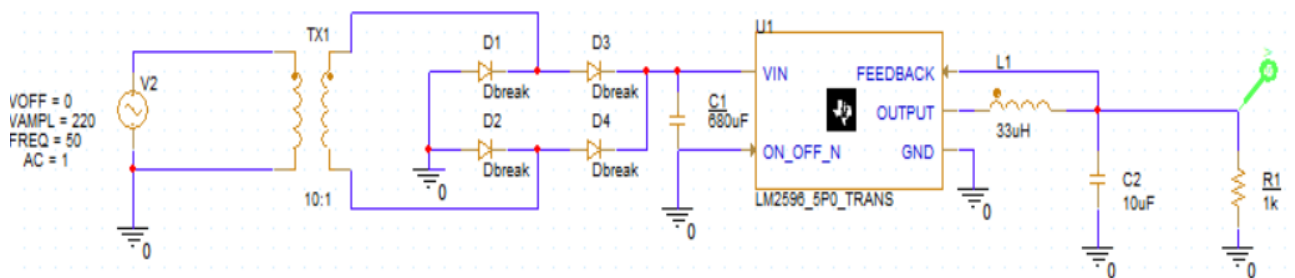 V2
VOFF = 0
VAMPL = 220
FREQ = 50
AC = 1
0
TX1
10:1
D1
Dbreak
D3
Dbreak
D2
Dbreak
D4
Dbreak
0
C1
680uF
0
U1
VIN
FEEDBACK
OUTPUT
ON_OFF_N
GND
LM2596_5P0_TRANS
0
L1
33uH
C2
10uF
0
R1
1k
0
V